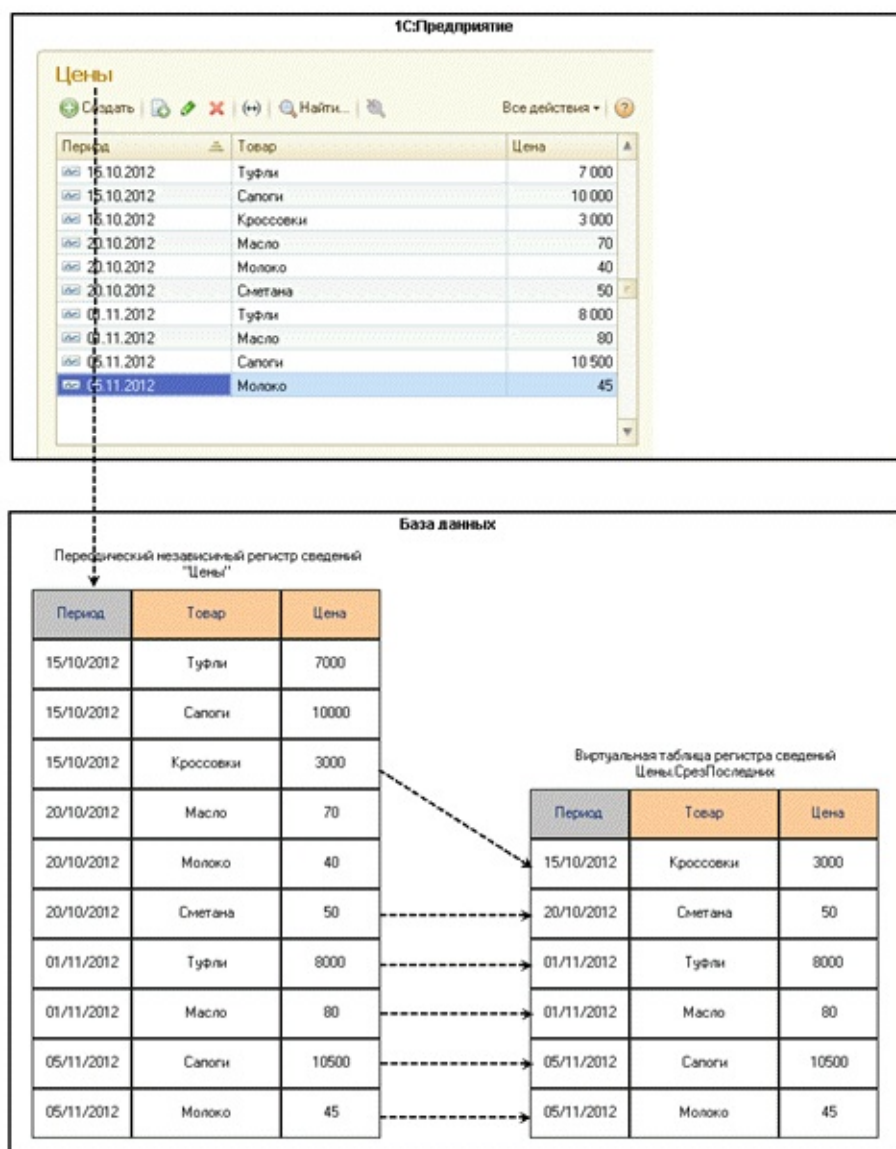 1С:Предприятие
Цены
Создать Найти... Все действия
Период Товар Цена
15.10.2012 Туфли 7 000
15.10.2012 Сапоги 10 000
15.10.2012 Кроссовки 3 000
20.10.2012 Масло 70
20.10.2012 Молоко 40
20.10.2012 Сметана 50
01.11.2012 Туфли 8 000
01.11.2012 Масло 80
05.11.2012 Сапоги 10 500
05.11.2012 Молоко 45
База данных
Переодический независимый регистр сведений
"Цены"
Период Товар Цена
15/10/2012 Туфли 7000
15/10/2012 Сапоги 10000
15/10/2012 Кроссовки 3000
20/10/2012 Масло 70
20/10/2012 Молоко 40
20/10/2012 Сметана 50
01/11/2012 Туфли 8000
01/11/2012 Масло 80
05/11/2012 Сапоги 10500
05/11/2012 Молоко 45
Виртуальная таблица регистра сведений
Цены.СрезПоследних
Период Товар Цена
15/10/2012 Кроссовки 3000
20/10/2012 Сметана 50
01/11/2012 Туфли 8000
01/11/2012 Масло 80
05/11/2012 Сапоги 10500
05/11/2012 Молоко 45